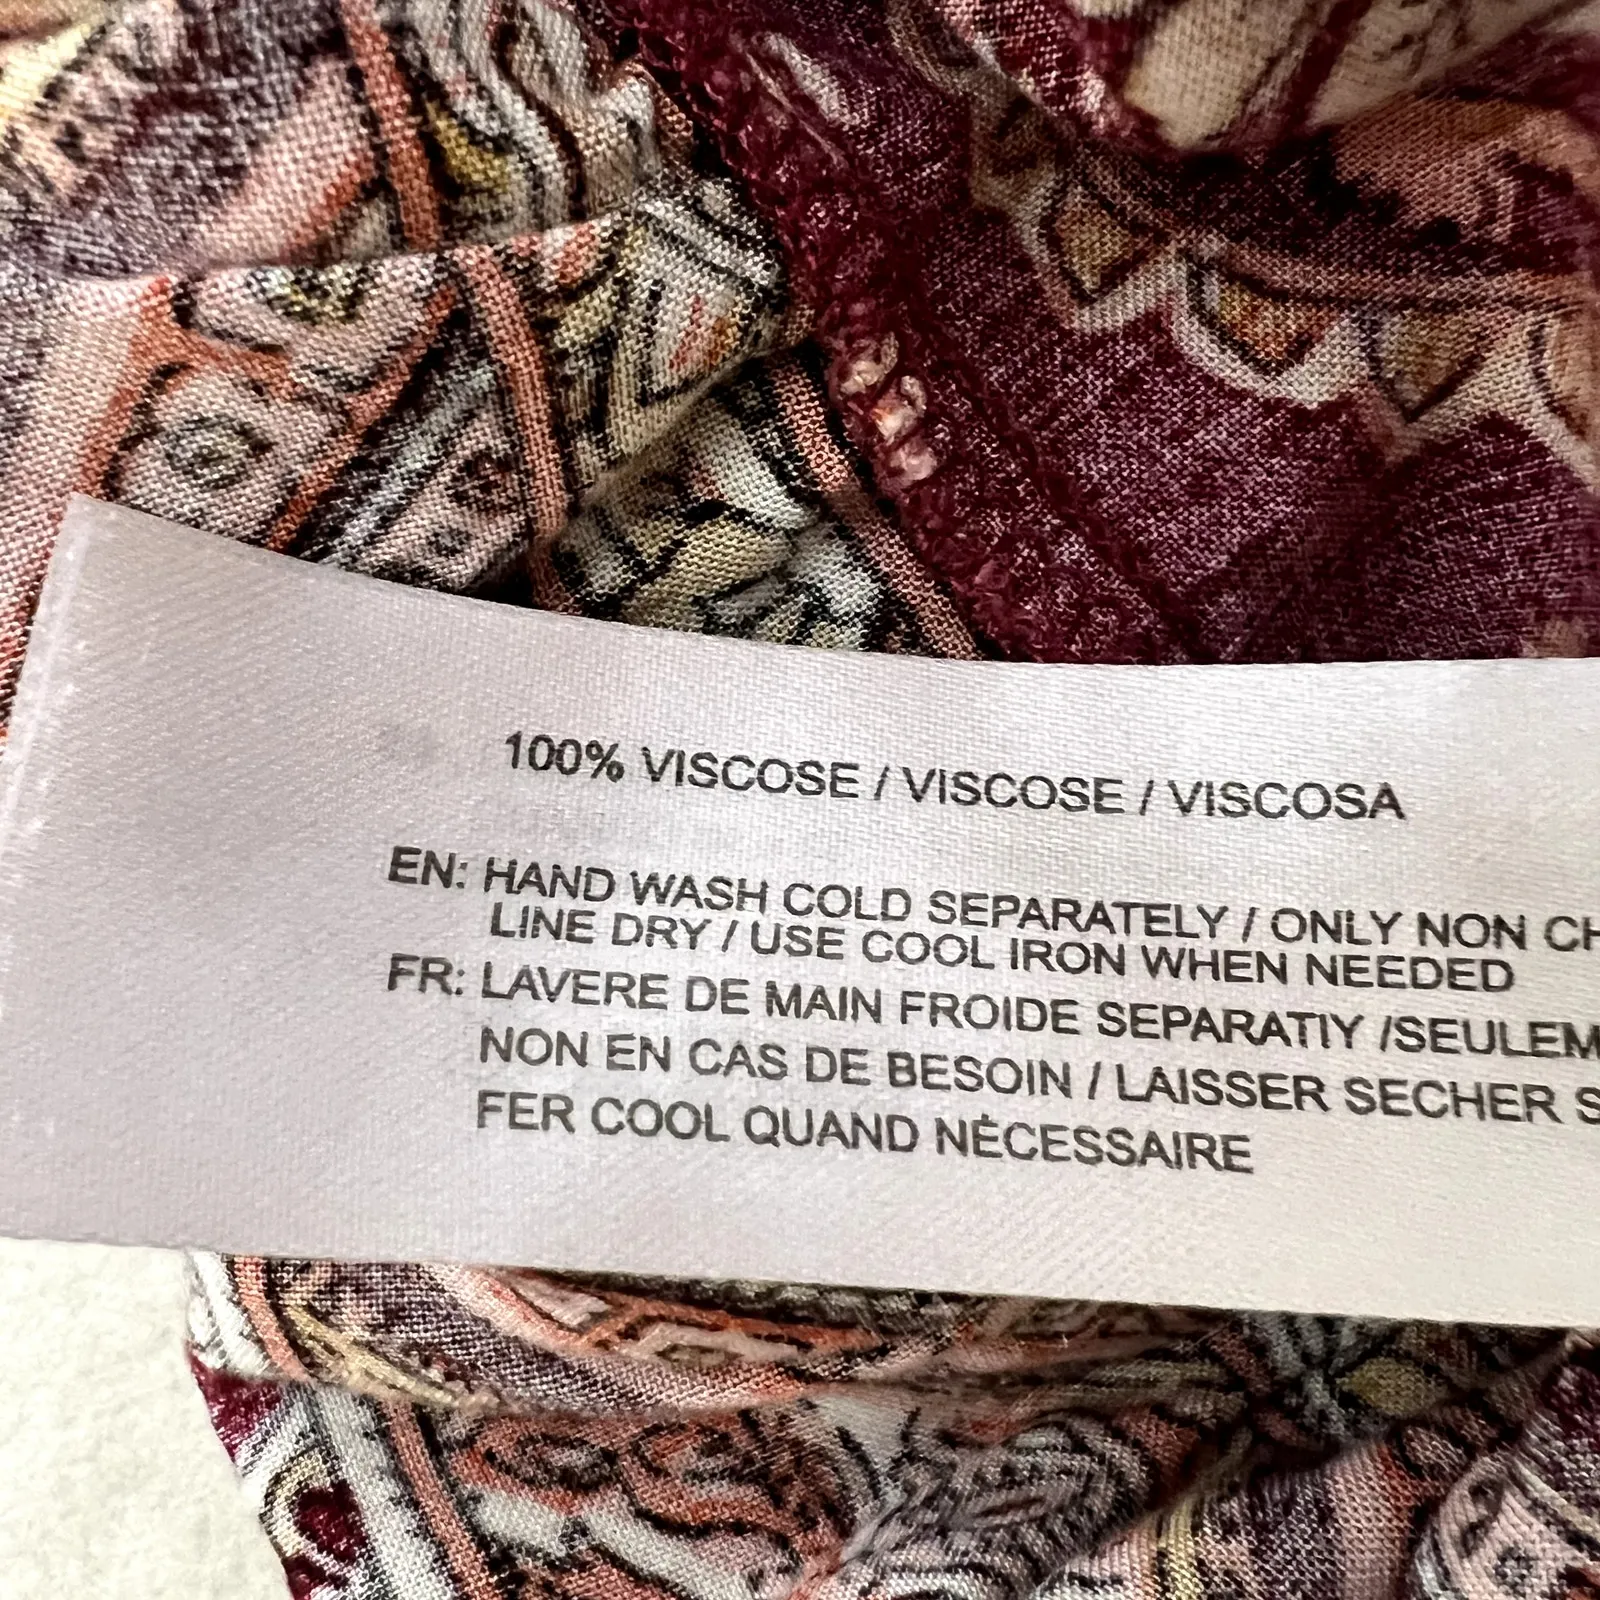 100% VISCOSE / VISCOSE / VISCOSA
EN: HAND WASH COLD SEPARATELY / ONLY NON CH
LINE DRY / USE COOL IRON WHEN NEEDED
FR: LAVERE DE MAIN FROIDE SEPARATIY /SEULEM
NON EN CAS DE BESOIN / LAISSER SECHER S
FER COOL QUAND NÉCESSAIRE